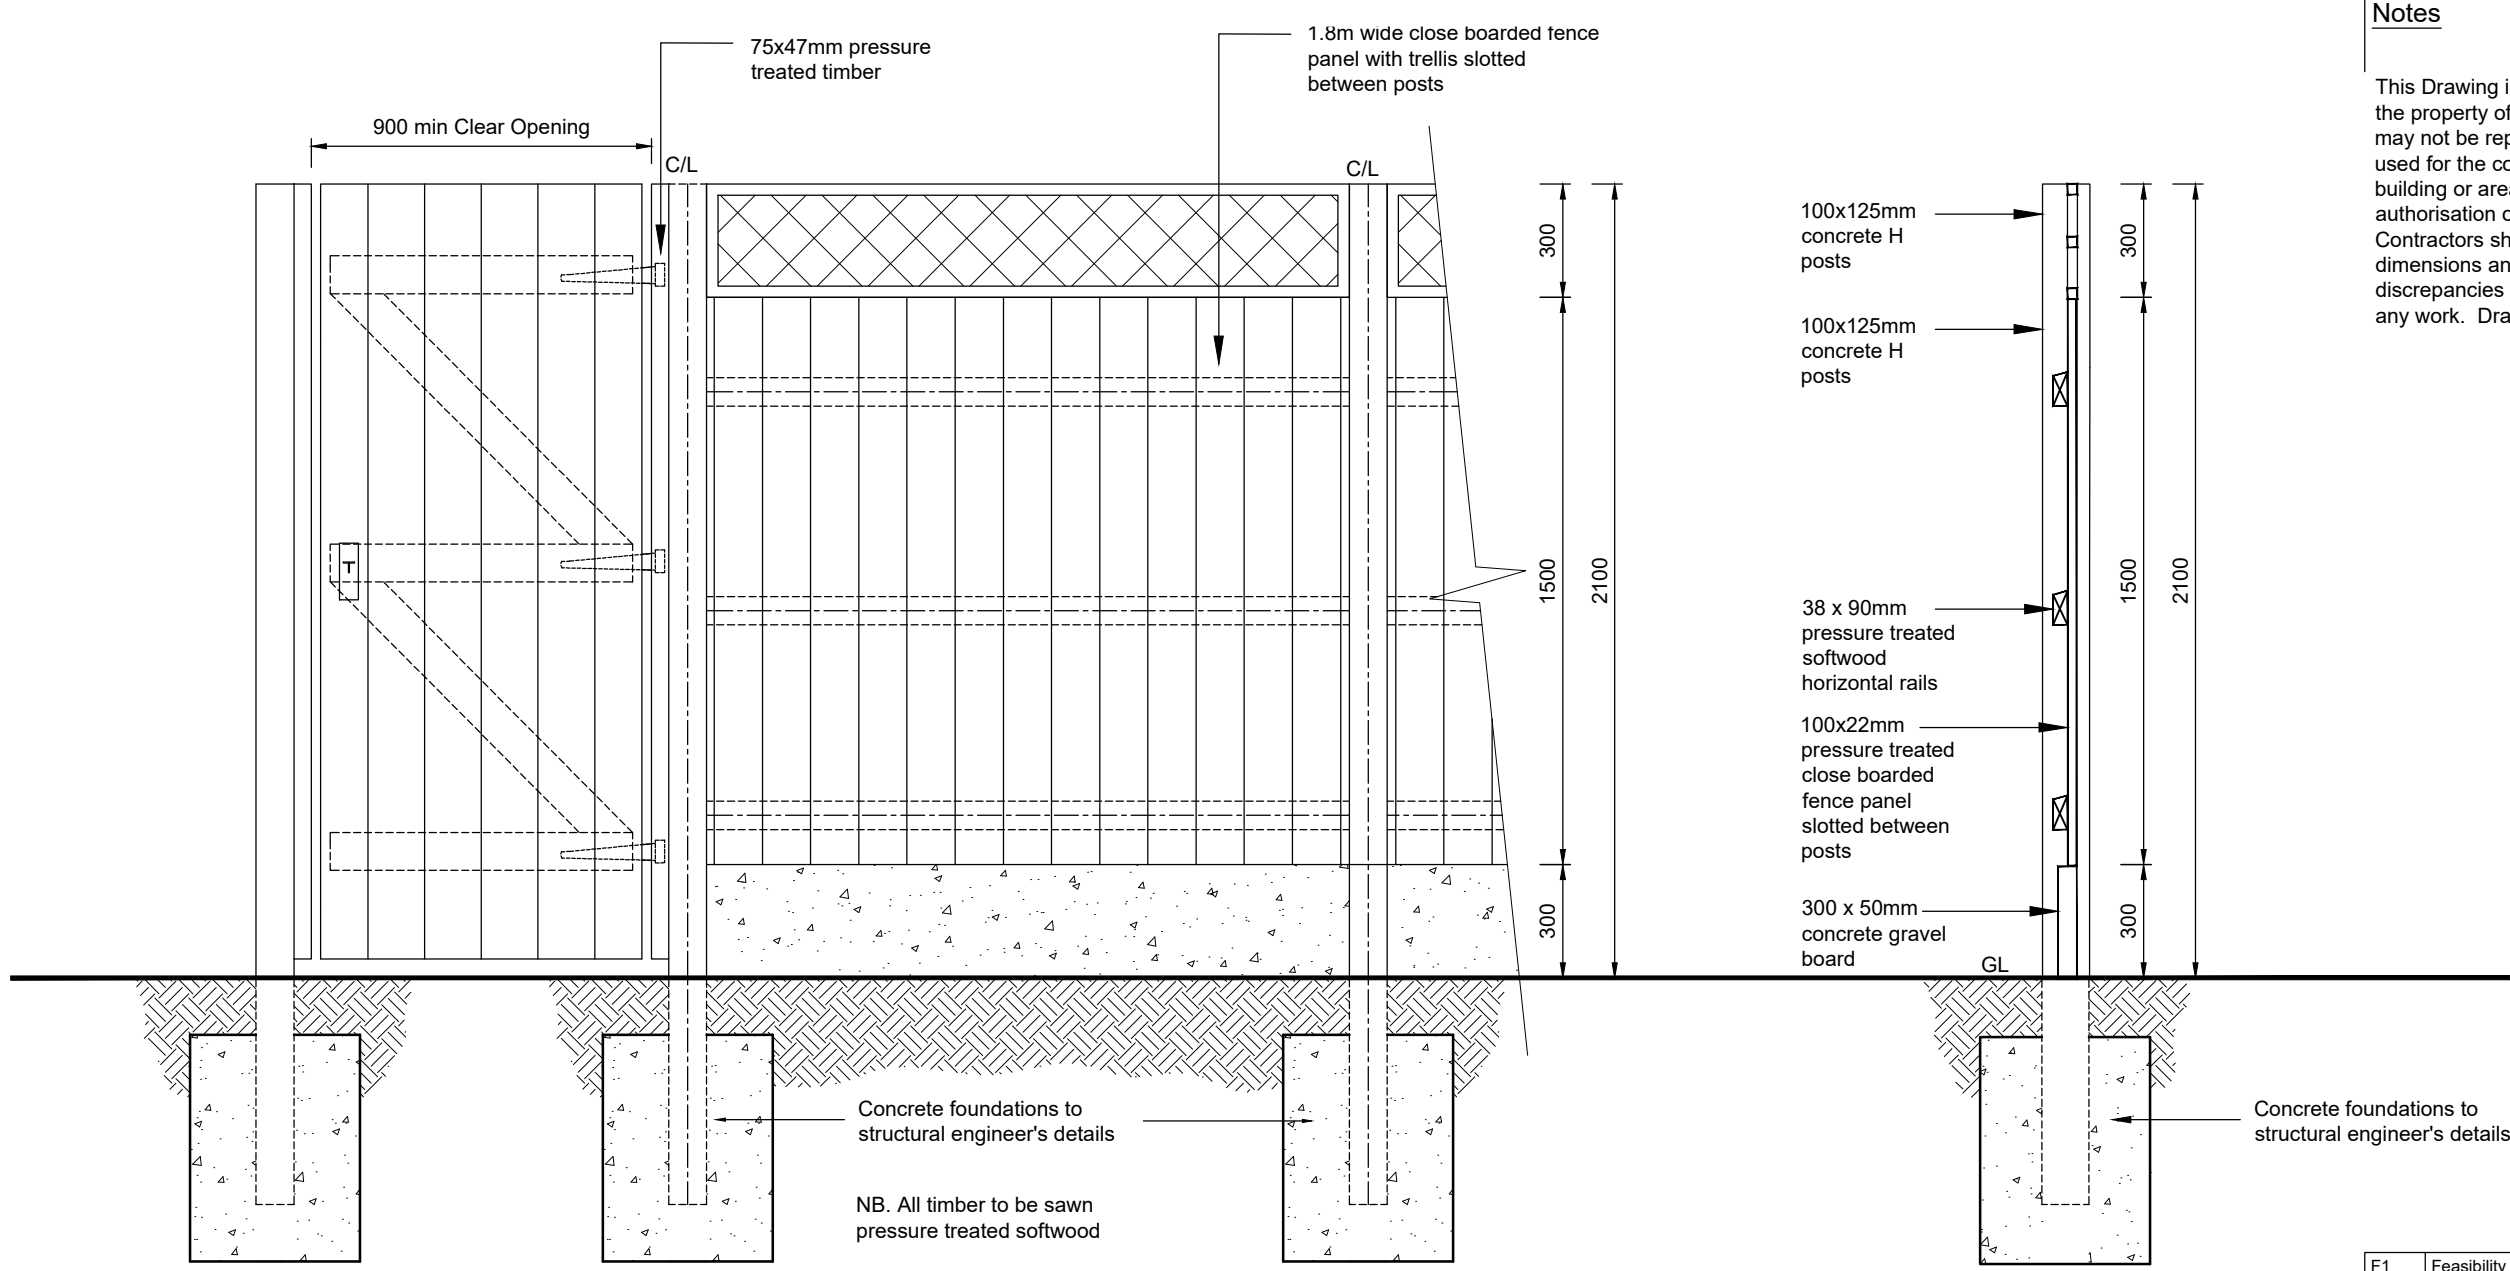 Notes
75x47mm pressure
treated timber
1.8m wide close boarded fence
panel with trellis slotted
between posts
This Drawing i
the property of
may not be rep
used for the co
building or area
authorisation o
Contractors sh
dimensions an
discrepancies
any work. Dra
900 min Clear Opening
C/L
C/L
T
300
1500
300
2100
100x125mm
concrete H
posts
100x125mm
concrete H
posts
38 x 90mm
pressure treated
softwood
horizontal rails
100x22mm
pressure treated
close boarded
fence panel
slotted between
posts
300 x 50mm
concrete gravel
board
GL
300
1500
300
2100
Concrete foundations to
structural engineer's details
NB. All timber to be sawn
pressure treated softwood
Concrete foundations to
structural engineer's details
F1 Feasibility